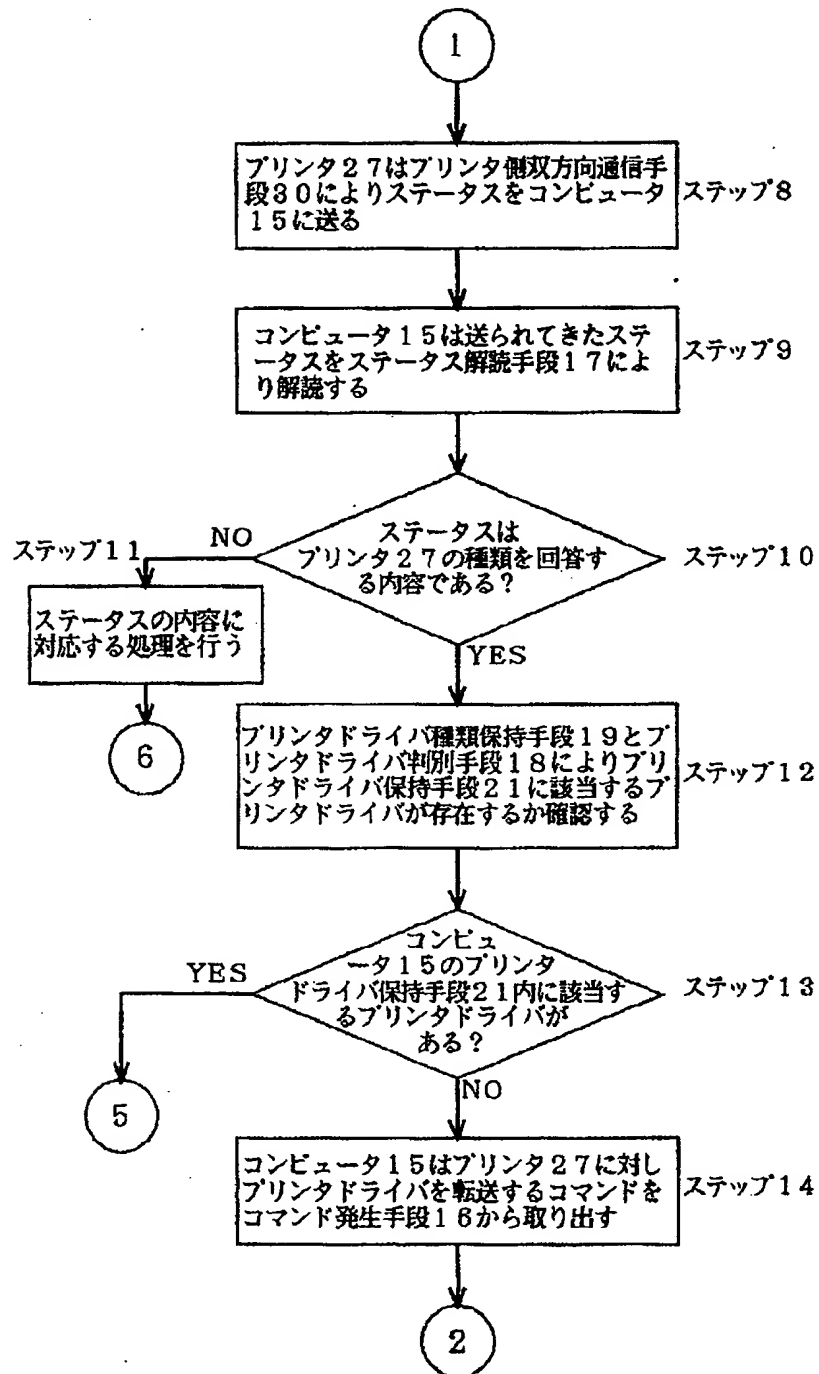 1
プリンタ27はプリンタ側双方向通信手
段30によりステータスをコンピュータ
15に送る
ステップ8
コンピュータ15は送られてきたステ
ータスをステータス解読手段17によ
り解読する
ステップ9
ステータスは
プリンタ27の種類を回答す
る内容である?
ステップ10
NO
ステップ11
ステータスの内容に
対応する処理を行う
6
YES
プリンタドライバ種類保持手段19とプ
リンタドライバ判別手段18によりプリ
ンタドライバ保持手段21に該当するプ
リンタドライバが存在するか確認する
ステップ12
コンピュ
ータ15のプリンタ
ドライバ保持手段21内に該当す
るプリンタドライバが
ある?
ステップ13
YES
5
NO
コンピュータ15はプリンタ27に対し
プリンタドライバを転送するコマンドを
コマンド発生手段16から取り出す
ステップ14
2